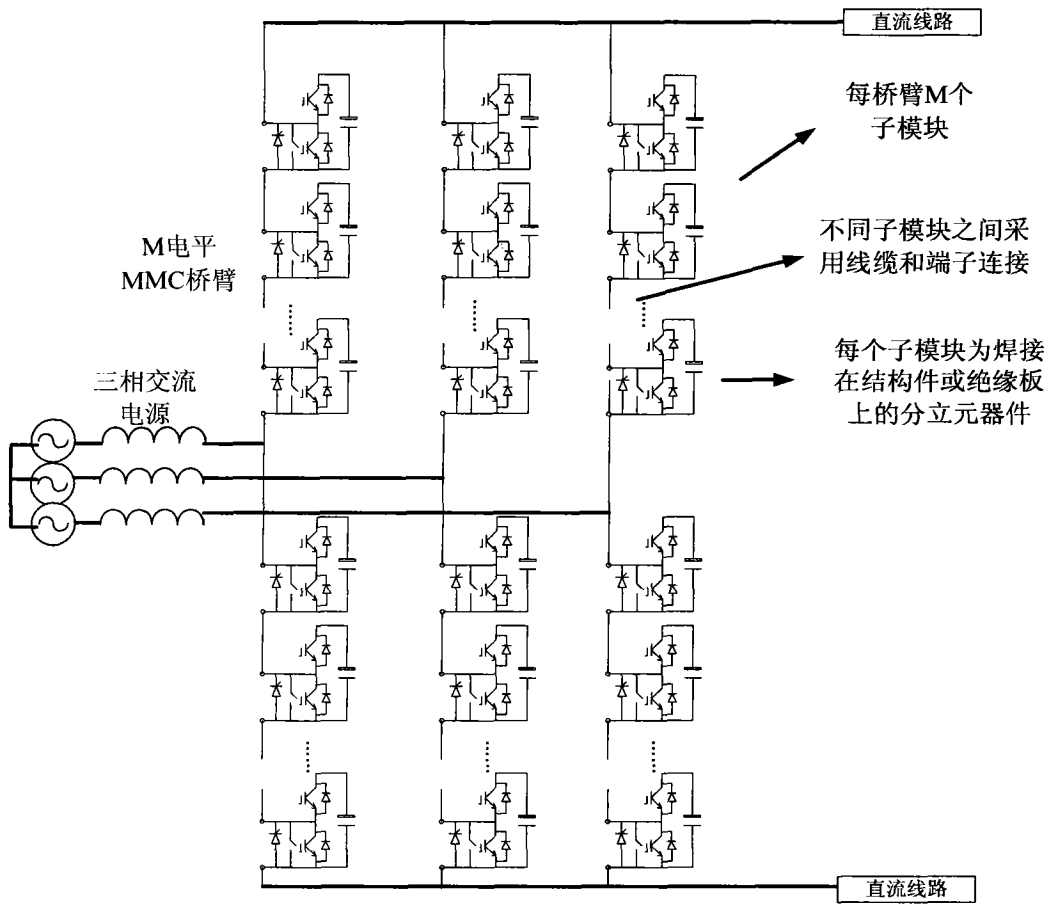 直流线路
每桥臂M个
子模块
不同子模块之间采
用线缆和端子连接
M电平
MMC桥臂
每个子模块为焊接
在结构件或绝缘板
上的分立元器件
三相交流
电源
直流线路